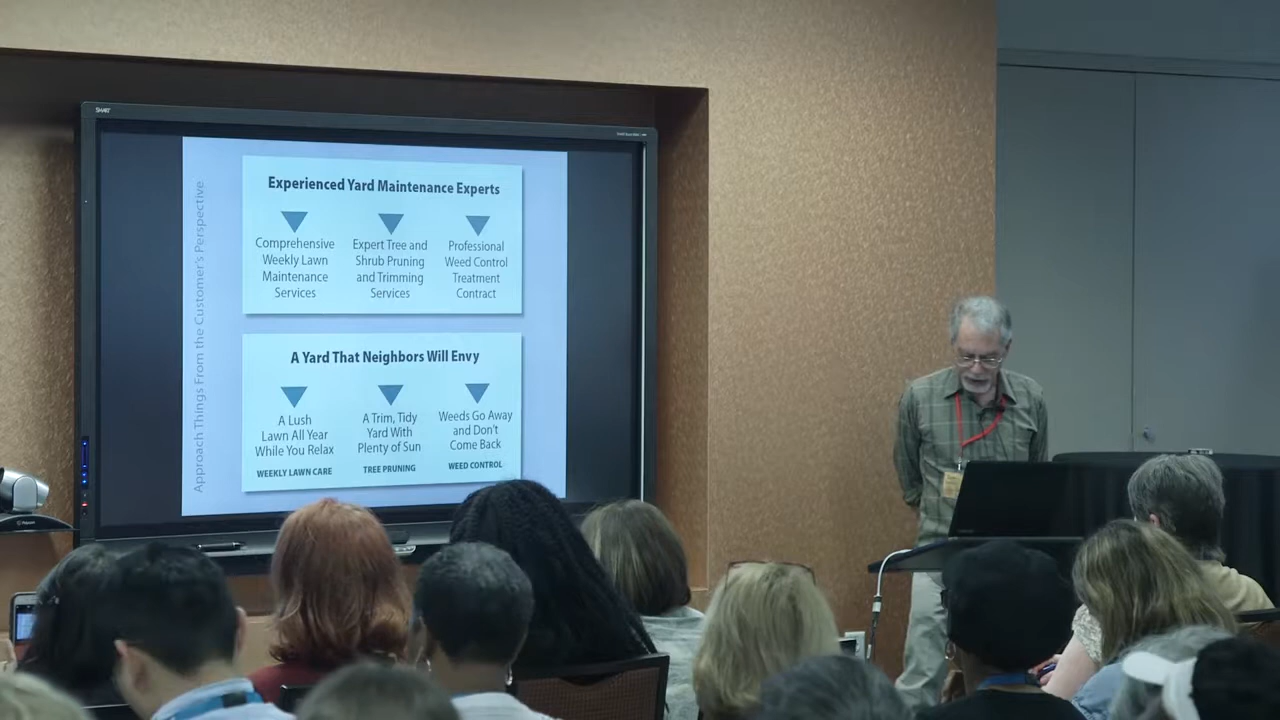 SMART
Approach Things From the Customer's Perspective
Experienced Yard Maintenance Experts
Comprehensive
Weekly Lawn
Maintenance
Services
Expert Tree and
Shrub Pruning
and Trimming
Services
Professional
Weed Control
Treatment
Contract
A Yard That Neighbors Will Envy
A Lush
Lawn All Year
While You Relax
WEEKLY LAWN CARE
A Trim, Tidy
Yard With
Plenty of Sun
TREE PRUNING
Weeds Go Away
and Don't
Come Back
WEED CONTROL